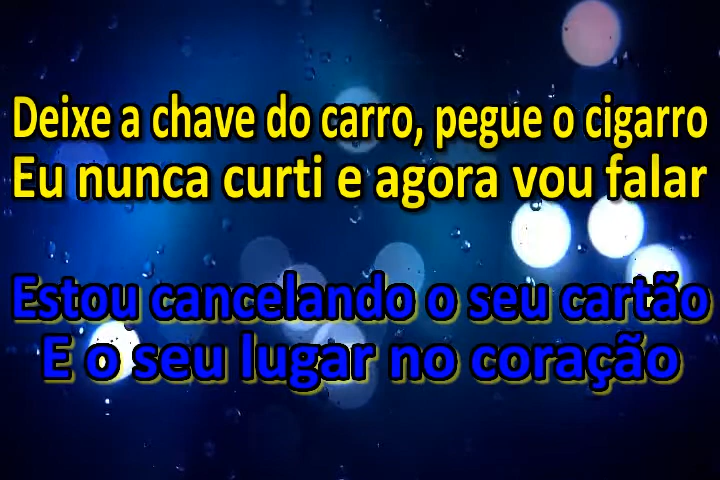 Deixe a chave do carro, pegue o cigarro
Eu nunca curti e agora vou falar
Estou cancelando o seu cartão
E o seu lugar no coração